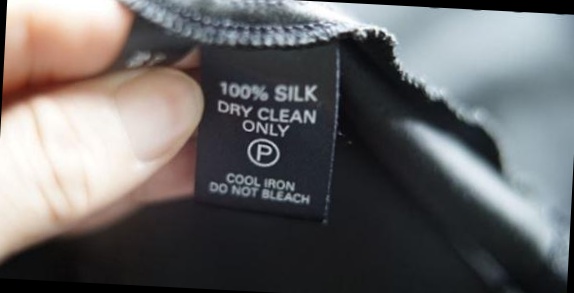 100% SILK
DRY CLEAN
ONLY
P
COOL IRON
DO NOT BLEACH